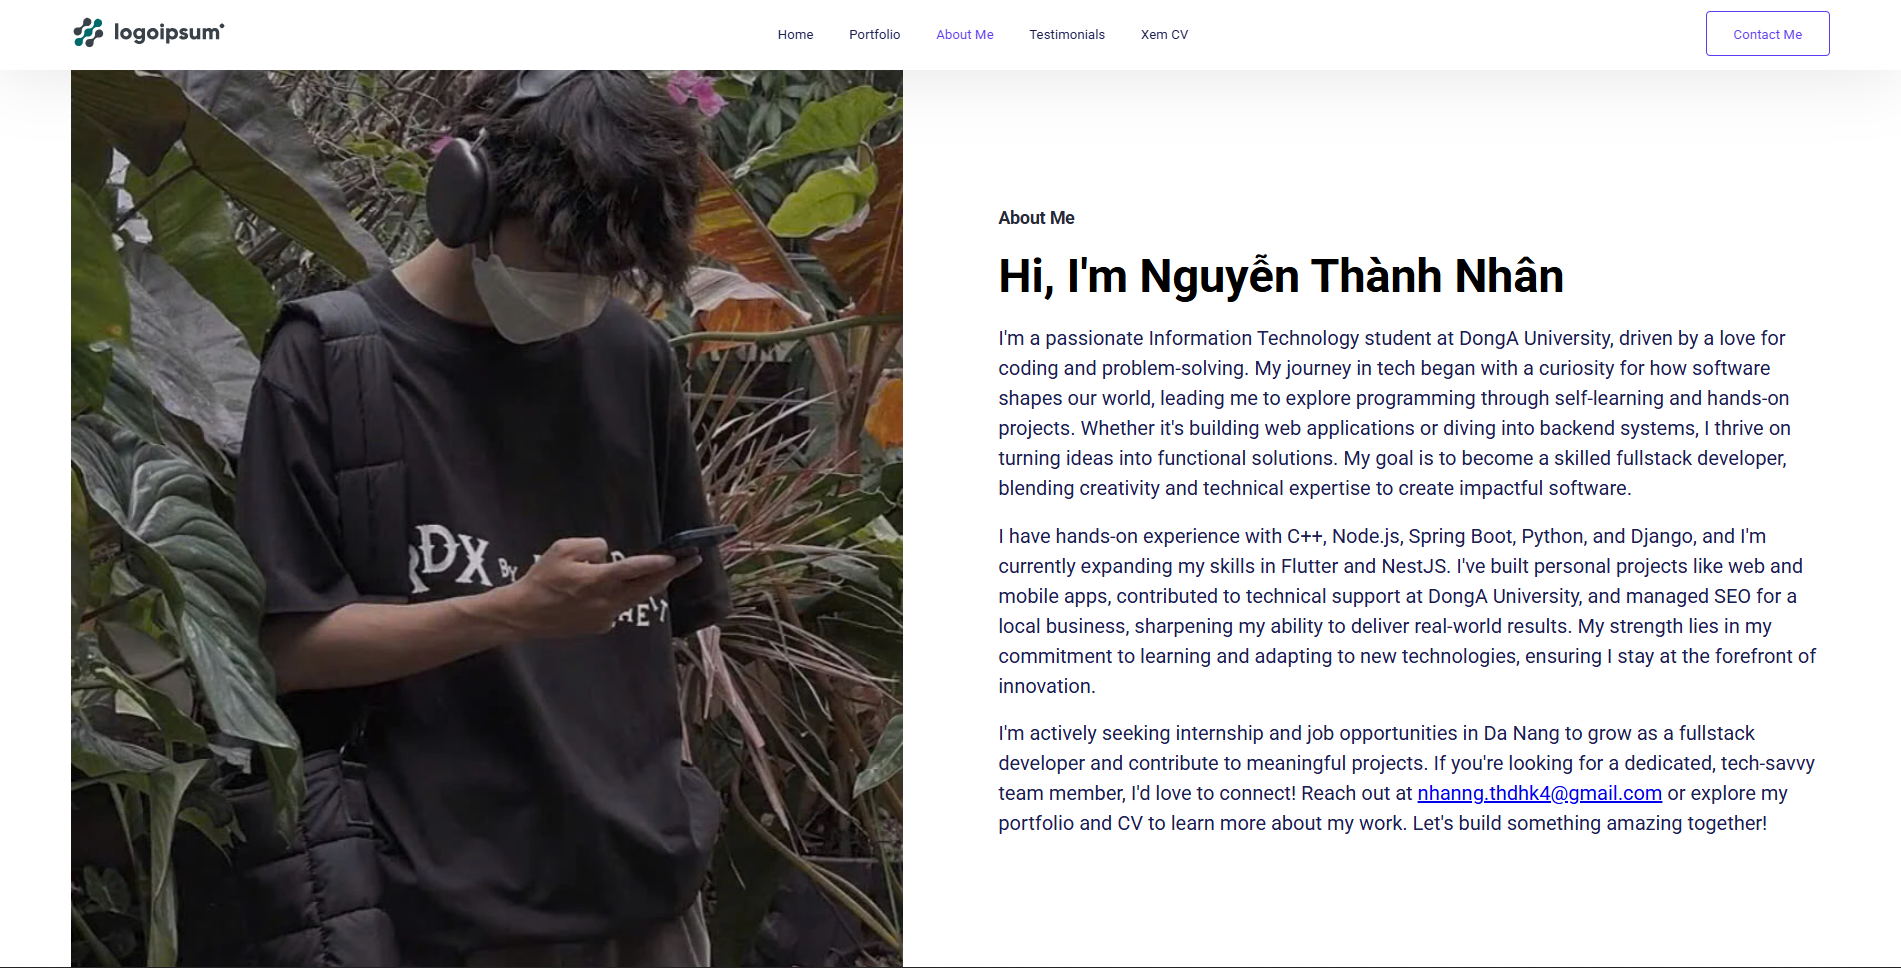 logoipsum
Home
Portfolio
About Me
Testimonials
Xem CV
Contact Me
DX BY
About Me
Hi, I'm Nguyễn Thành Nhân
I'm a passionate Information Technology student at DongA University, driven by a love for
coding and problem-solving. My journey in tech began with a curiosity for how software
shapes our world, leading me to explore programming through self-learning and hands-on
projects. Whether it's building web applications or diving into backend systems, I thrive on
turning ideas into functional solutions. My goal is to become a skilled fullstack developer,
blending creativity and technical expertise to create impactful software.
I have hands-on experience with C++, Node.js, Spring Boot, Python, and Django, and I'm
currently expanding my skills in Flutter and NestJS. I've built personal projects like web and
mobile apps, contributed to technical support at DongA University, and managed SEO for a
local business, sharpening my ability to deliver real-world results. My strength lies in my
commitment to learning and adapting to new technologies, ensuring I stay at the forefront of
innovation.
I'm actively seeking internship and job opportunities in Da Nang to grow as a fullstack
developer and contribute to meaningful projects. If you're looking for a dedicated, tech-savvy
team member, I'd love to connect! Reach out at nhanng.thdhk4@gmail.com or explore my
portfolio and CV to learn more about my work. Let's build something amazing together!